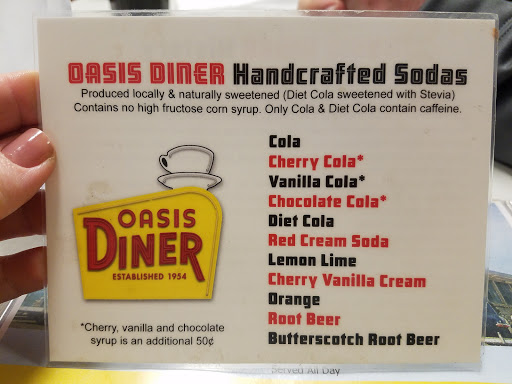 OASIS DINER Handcrafted Sodas
Produced locally & naturally sweetened (Diet Cola sweetened with Stevia)
Contains no high fructose corn syrup. Only Cola & Diet Cola contain caffeine.
Cola
Cherry Cola*
Vanilla Cola*
Chocolate Cola*
Diet Cola
Red Cream Soda
Lemon Lime
Cherry Vanilla Cream
Orange
Root Beer
Butterscotch Root Beer
OASIS
DINER
ESTABLISHED 1954
*Cherry, vanilla and chocolate
syrup is an additional 50¢
Served All Day